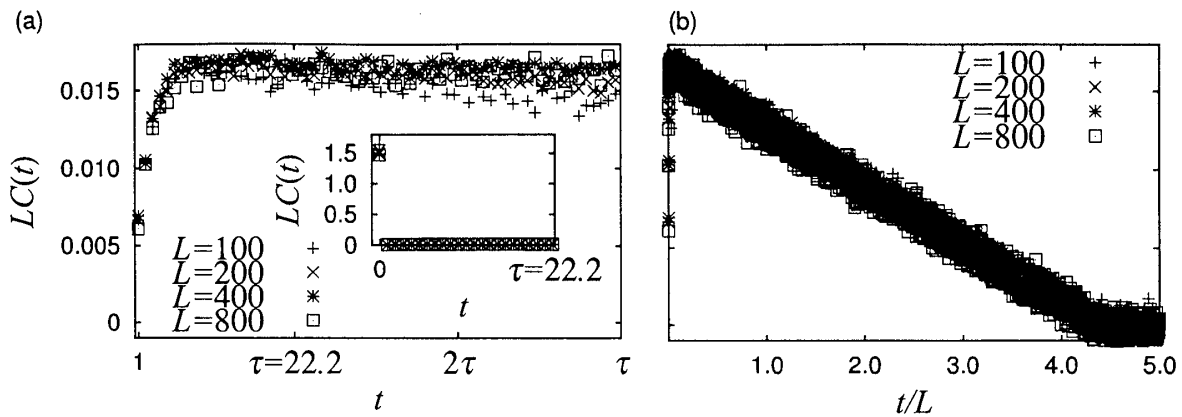 (a)
0.015
0.010
0.005
0
LC(t)
L=100 +
L=200 ×
L=400 ∗
L=800 □
1
τ=22.2
2τ
τ
t
1.5
1.0
0.5
0
LC(t)
0
τ=22.2
t
(b)
L=100 +
L=200 ×
L=400 ∗
L=800 □
1.0
2.0
3.0
4.0
5.0
t/L